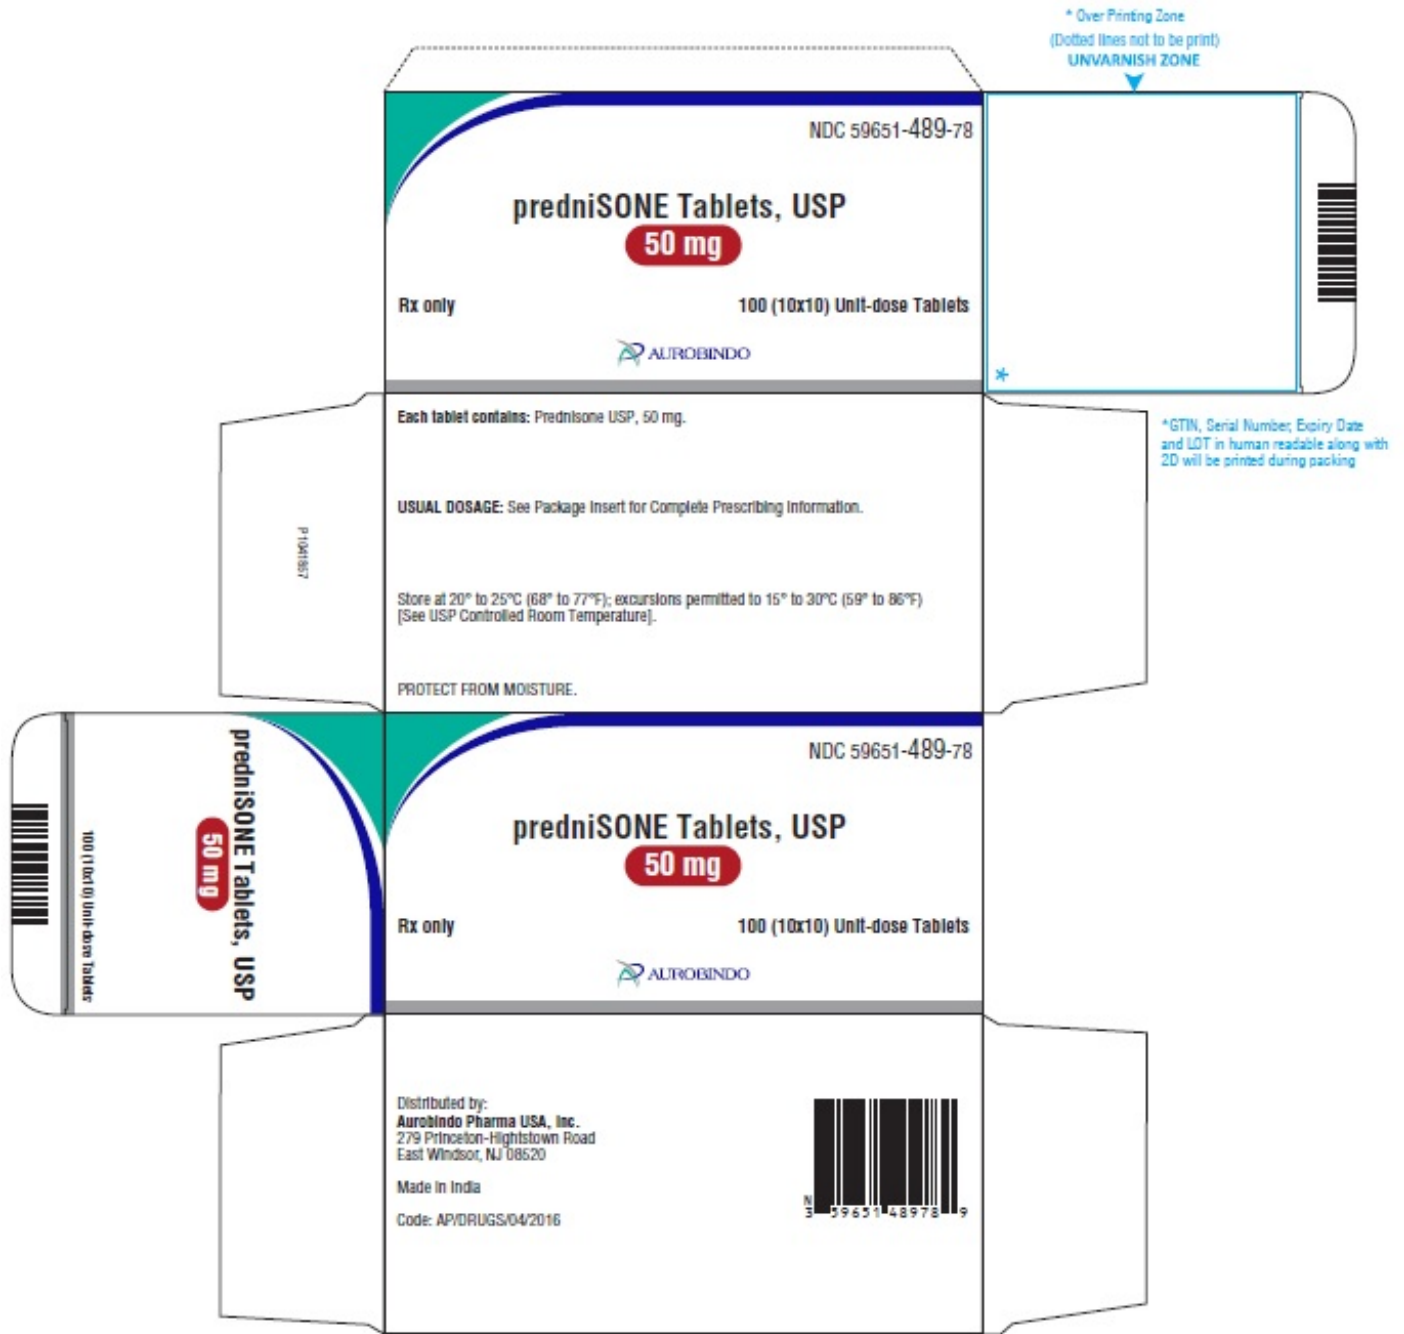 * Over Printing Zone
(Dotted lines not to be print)
UNVARNISH ZONE
NDC 59651-489-78
predniSONE Tablets, USP
50 mg
Rx only
100 (10x10) Unit-dose Tablets
AUROBINDO
*
Each tablet contains: Prednisone USP, 50 mg.
*GTIN, Serial Number, Expiry Date
and LOT in human readable along with
2D will be printed during packing
USUAL DOSAGE: See Package Insert for Complete Prescribing Information.
P1041867
Store at 20° to 25°C (68° to 77°F); excursions permitted to 15° to 30°C (59° to 86°F)
[See USP Controlled Room Temperature].
PROTECT FROM MOISTURE.
predniSONE Tablets, USP
50 mg
100 (10x10) Unit-dose Tablets
NDC 59651-489-78
predniSONE Tablets, USP
50 mg
Rx only
100 (10x10) Unit-dose Tablets
AUROBINDO
Distributed by:
Aurobindo Pharma USA, Inc.
279 Princeton-Hightstown Road
East Windsor, NJ 08520
Made in India
Code: AP/DRUGS/04/2016
N
3 59651 48978 9